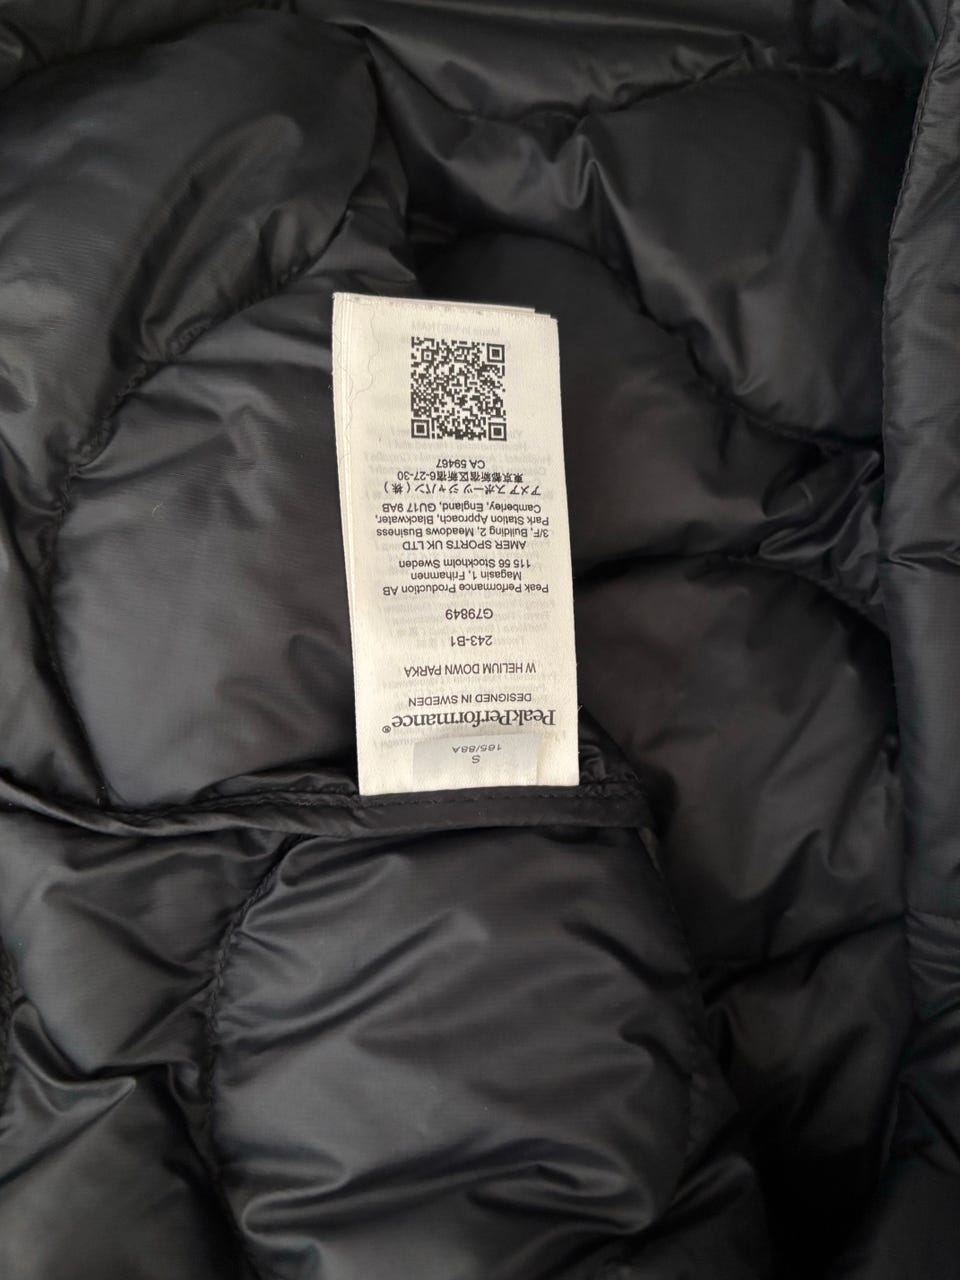 S
165/88A
PeakPerformance®
DESIGNED IN SWEDEN
W HELIUM DOWN PARKA
243-B1
G79849
Peak Performance Production AB
Magasin 1, Frihamnen
115 56 Stockholm Sweden
AMER SPORTS UK LTD
3/F, Building 2, Meadows Business
Park Station Approach, Blackwater,
Camberley, England, GU17 9AB
アメアスポーツジャパン（株）
東京都新宿区新宿6-27-30
CA 59467
Made in VIETNAM